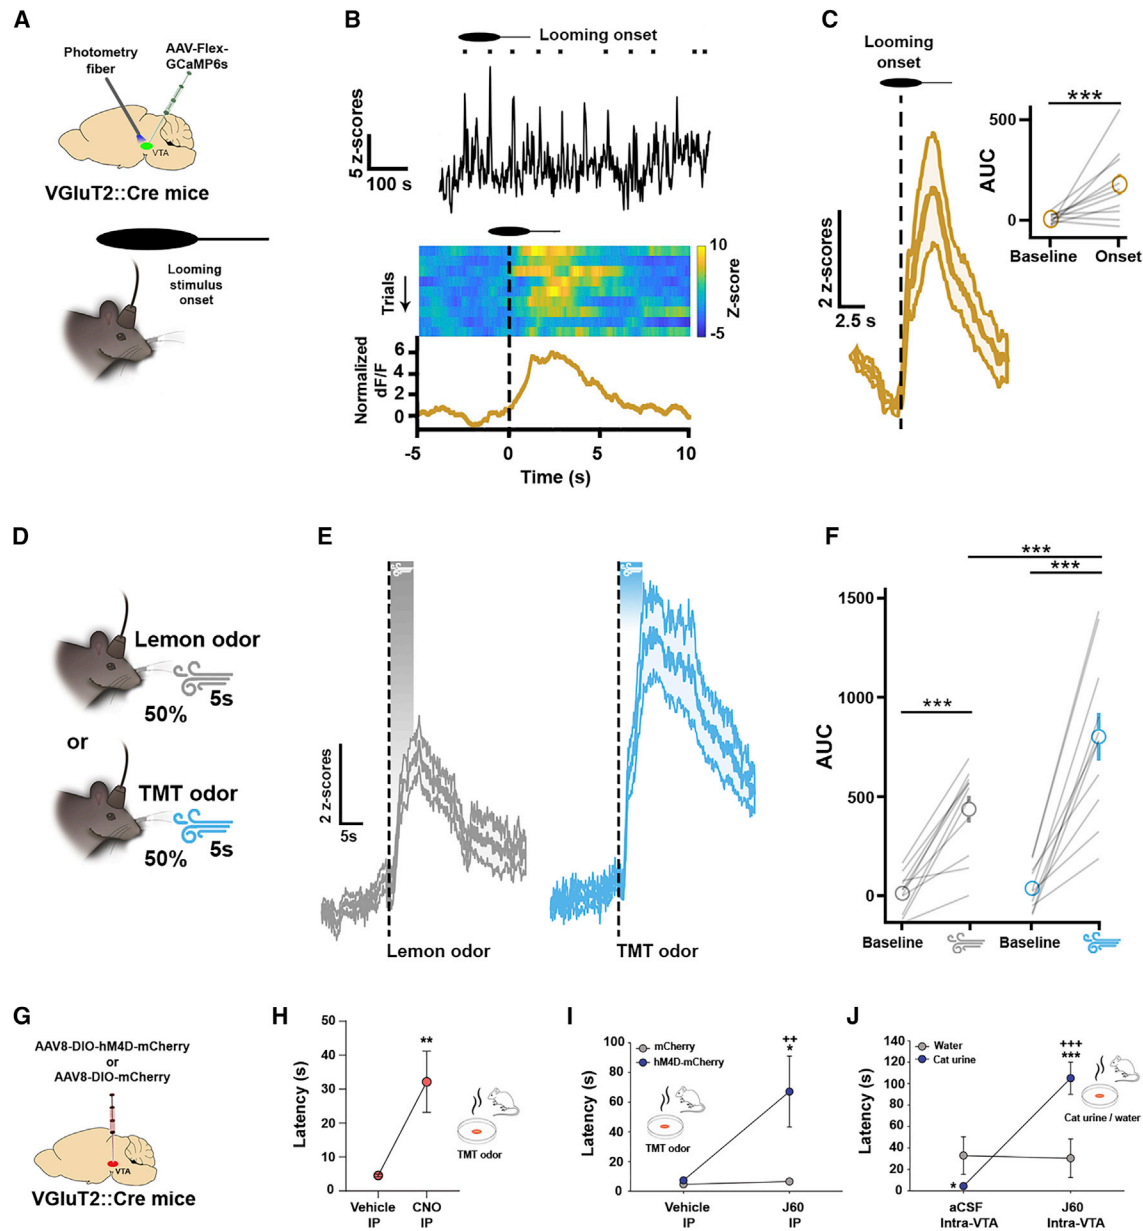 A
Photometry
fiber
AAV-Flex-
GCaMP6s
VTA
VGluT2::Cre mice
Looming
stimulus
onset
B
Looming onset
5 z-scores
100 s
Trials
10
Z-score
-5
Normalized
dF/F
6
4
2
0
-5
0
5
10
Time (s)
C
Looming
onset
2 z-scores
2.5 s
***
500
AUC
0
Baseline
Onset
D
Lemon odor
5s
50%
or
TMT odor
5s
50%
E
2 z-scores
5s
Lemon odor
TMT odor
F
***
***
1500
1000
***
AUC
500
0
Baseline
Baseline
G
AAV8-DIO-hM4D-mCherry
or
AAV8-DIO-mCherry
VTA
VGluT2::Cre mice
H
50
40
30
20
10
0
Latency (s)
**
TMT odor
Vehicle
IP
CNO
IP
I
100
80
60
40
20
0
Latency (s)
mCherry
hM4D-mCherry
++
*
TMT odor
Vehicle
IP
J60
IP
J
140
120
100
80
60
40
20
0
Latency (s)
Water
Cat urine
+++
***
Cat urine / water
*
aCSF
Intra-VTA
J60
Intra-VTA